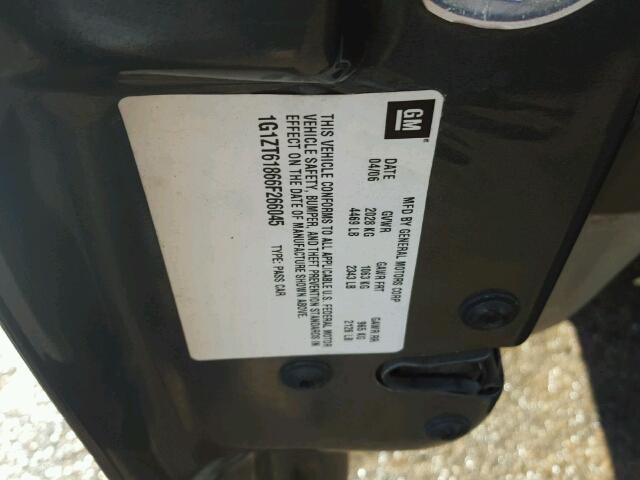 GM
MFD BY GENERAL MOTORS CORP
DATE GVWR GAWR FRT GAWR RR
04/06 2028 KG 1063 KG 965 KG
4469 LB 2343 LB 2126 LB
THIS VEHICLE CONFORMS TO ALL APPLICABLE U.S. FEDERAL MOTOR
VEHICLE SAFETY, BUMPER, AND THEFT PREVENTION STANDARDS IN
EFFECT ON THE DATE OF MANUFACTURE SHOWN ABOVE.
1G1ZT61866F266045 TYPE: PASS CAR